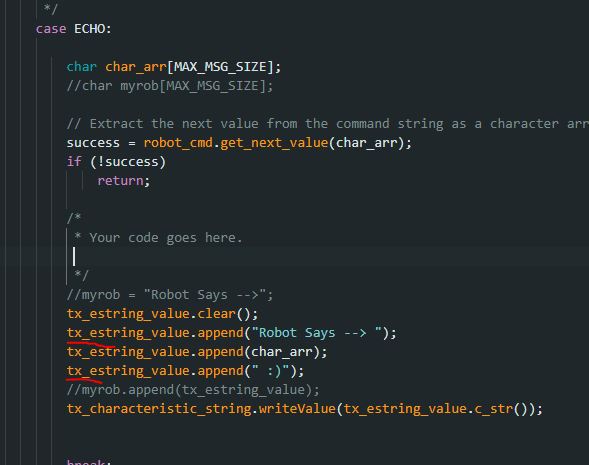 */
case ECHO:
char char_arr[MAX_MSG_SIZE];
//char myrob[MAX_MSG_SIZE];
// Extract the next value from the command string as a character arr
success = robot_cmd.get_next_value(char_arr);
if (!success)
return;
/*
* Your code goes here.
*/
//myrob = "Robot Says -->";
tx_estring_value.clear();
tx_estring_value.append("Robot Says --> ");
tx_estring_value.append(char_arr);
tx_estring_value.append(" :)");
//myrob.append(tx_estring_value);
tx_characteristic_string.writeValue(tx_estring_value.c_str());
break;